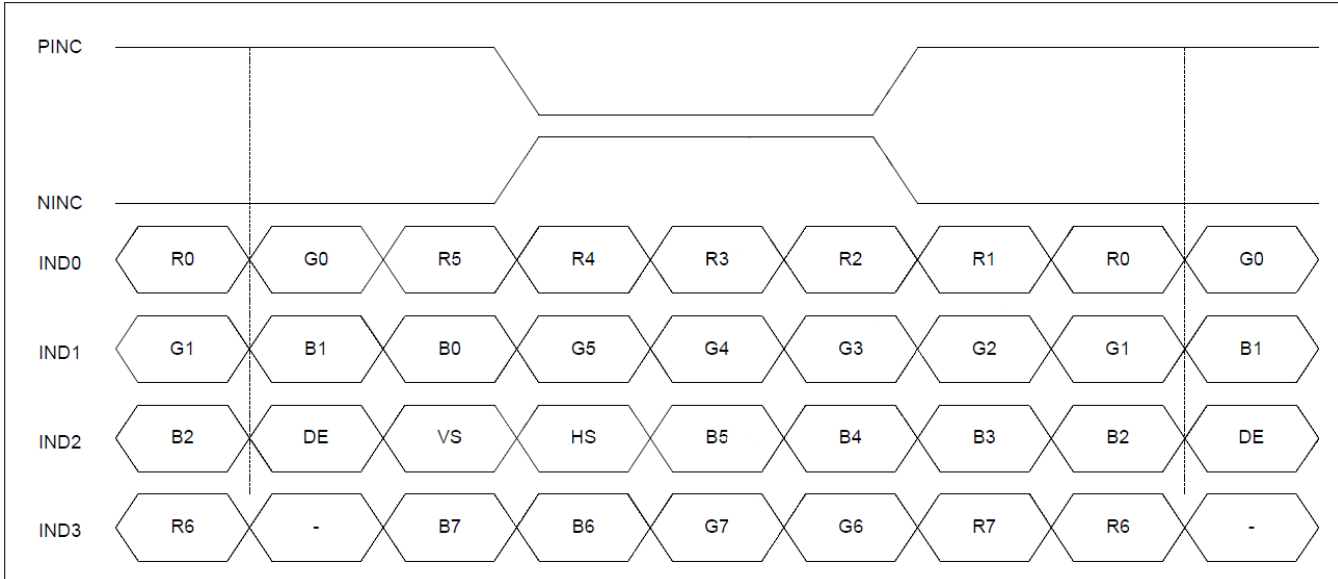 PINC
NINC
IND0 R0 G0 R5 R4 R3 R2 R1 R0 G0
IND1 G1 B1 B0 G5 G4 G3 G2 G1 B1
IND2 B2 DE VS HS B5 B4 B3 B2 DE
IND3 R6 - B7 B6 G7 G6 R7 R6 -